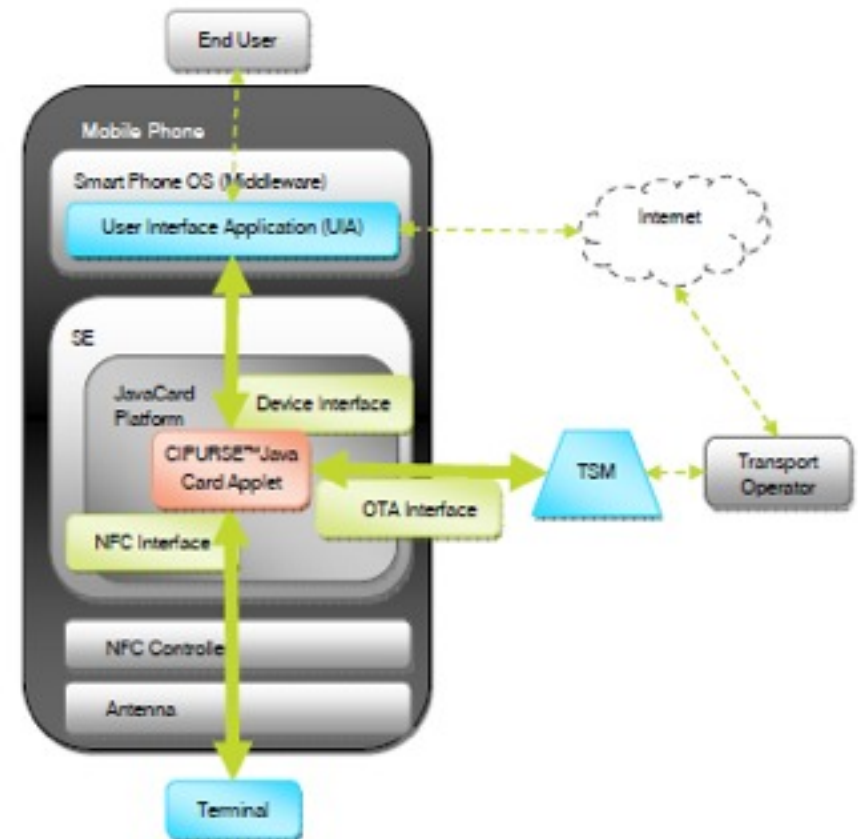 End User
Mobile Phone
Smart Phone OS (Middleware)
User Interface Application (UIA)
Internet
SE
JavaCard
Platform
Device Interface
CIPURSE™Java
Card Applet
TSM
Transport
Operator
OTA Interface
NFC Interface
NFC Controller
Antenna
Terminal